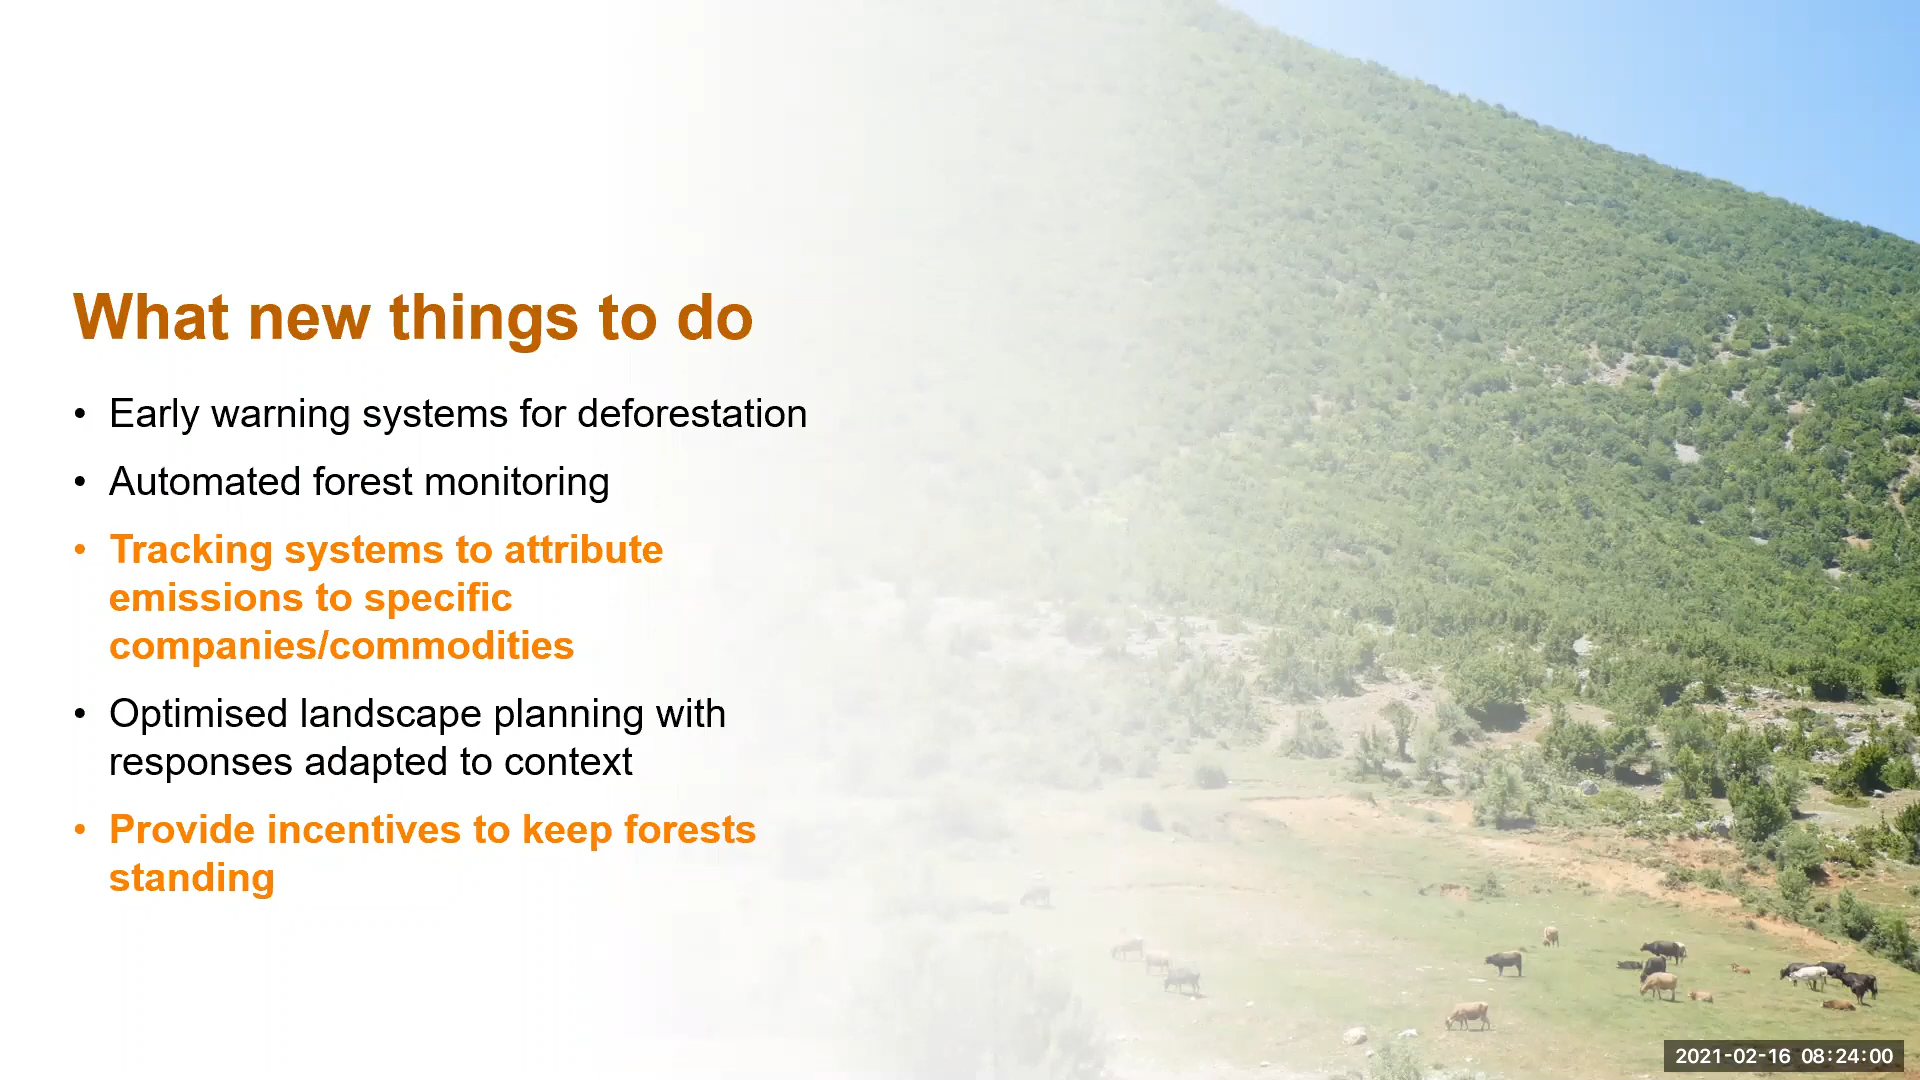 What new things to do
• Early warning systems for deforestation
• Automated forest monitoring
• Tracking systems to attribute
emissions to specific
companies/commodities
• Optimised landscape planning with
responses adapted to context
• Provide incentives to keep forests
standing
2021-02-16 08:24:00